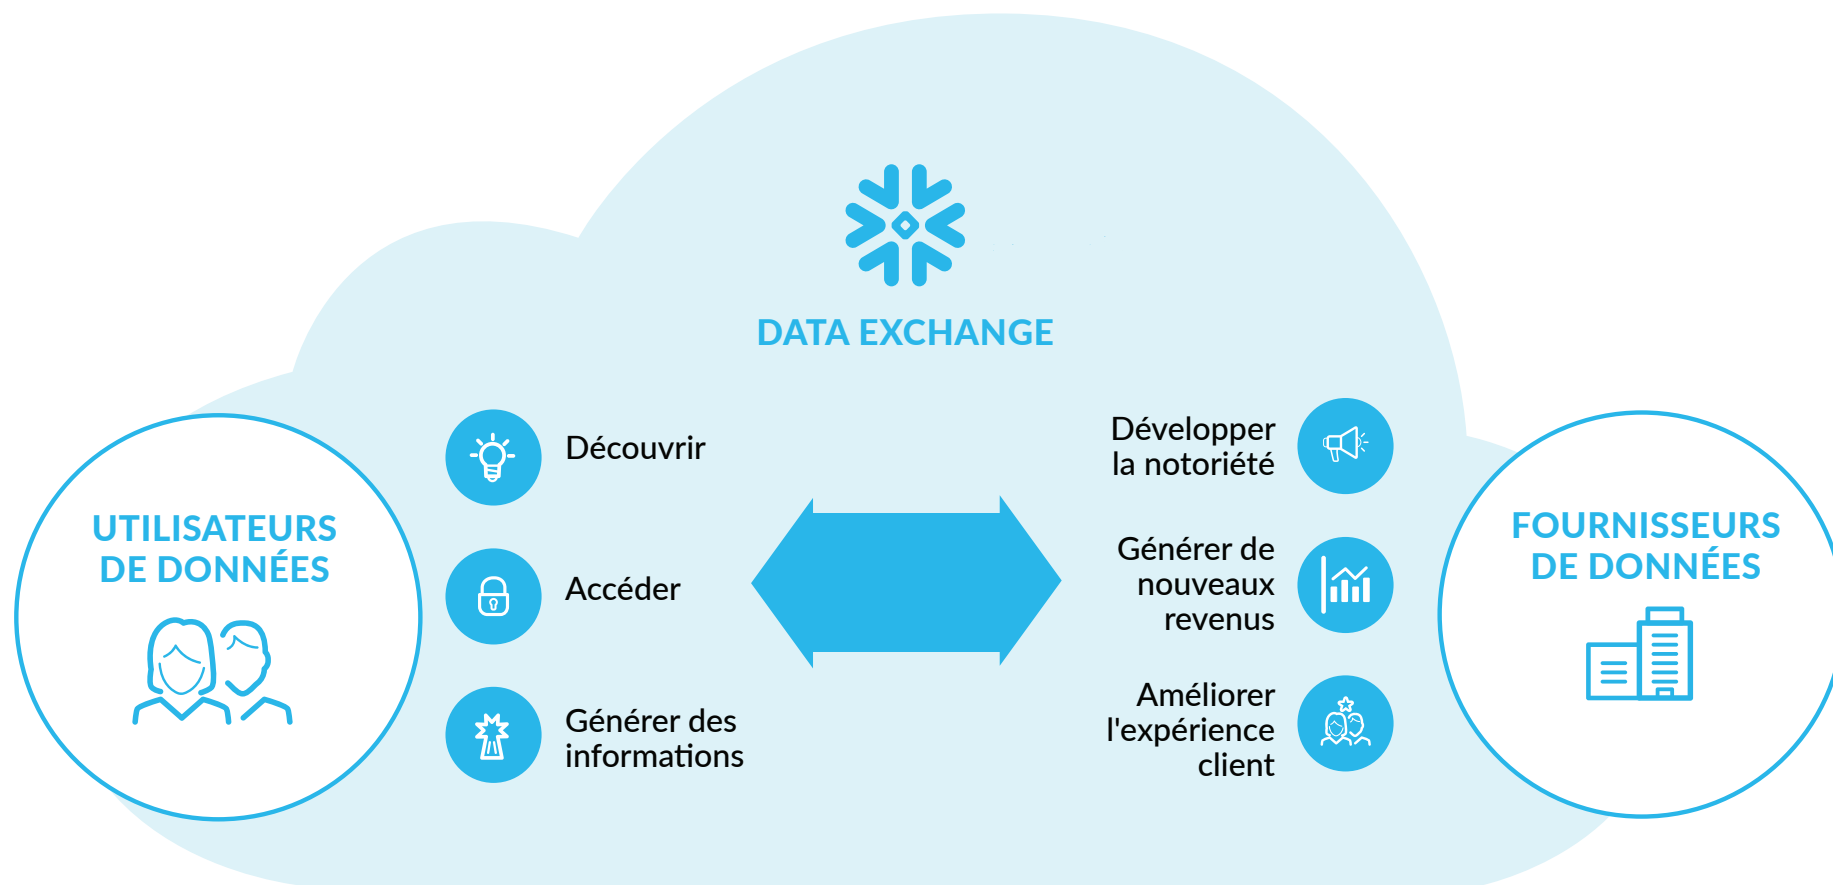 DATA EXCHANGE
UTILISATEURS
DE DONNÉES
Découvrir
Accéder
Générer des
informations
Développer
la notoriété
Générer de
nouveaux
revenus
Améliorer
l'expérience
client
FOURNISSEURS
DE DONNÉES